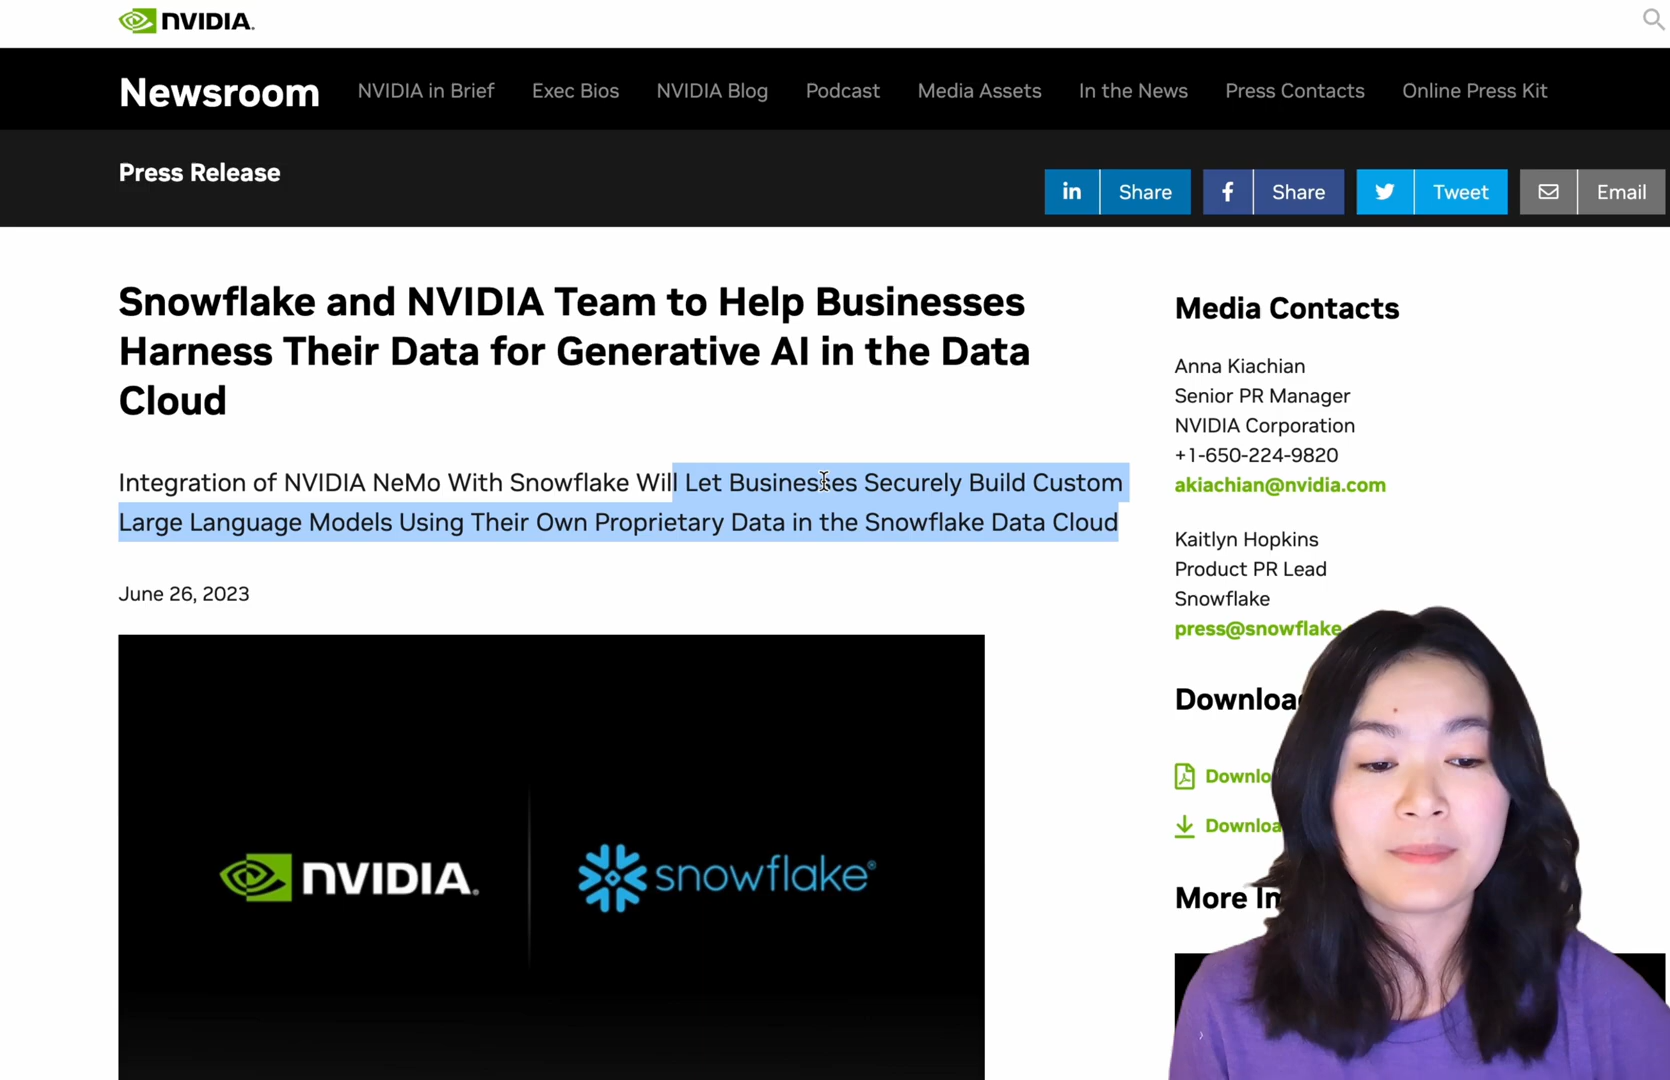 NVIDIA.
Newsroom
NVIDIA in Brief
Exec Bios
NVIDIA Blog
Podcast
Media Assets
In the News
Press Contacts
Online Press Kit
Press Release
in Share
f Share
Tweet
Email
Snowflake and NVIDIA Team to Help Businesses
Harness Their Data for Generative AI in the Data
Cloud
Integration of NVIDIA NeMo With Snowflake Will Let Businesses Securely Build Custom
Large Language Models Using Their Own Proprietary Data in the Snowflake Data Cloud
June 26, 2023
NVIDIA.
snowflake®
Media Contacts
Anna Kiachian
Senior PR Manager
NVIDIA Corporation
+1-650-224-9820
akiachian@nvidia.com
Kaitlyn Hopkins
Product PR Lead
Snowflake
press@snowflake
More